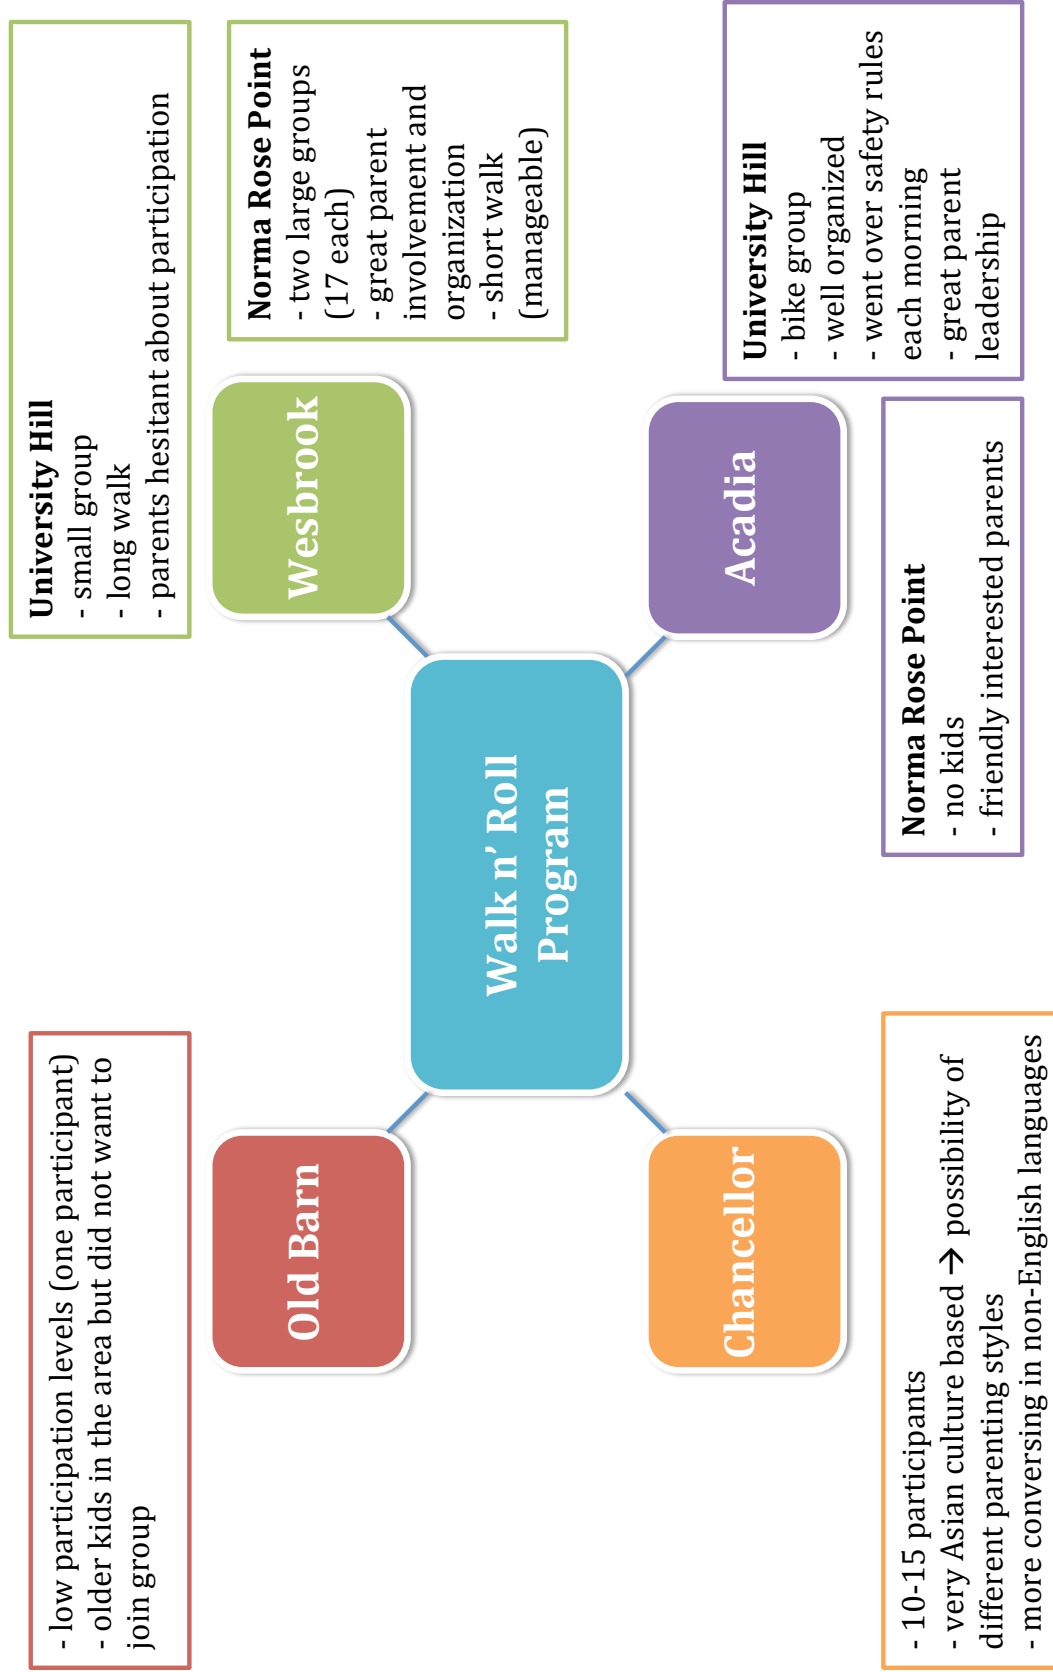 - low participation levels (one participant)
- older kids in the area but did not want to
join group
University Hill
- small group
- long walk
- parents hesitant about participation
Old Barn
Wesbrook
Norma Rose Point
- two large groups
(17 each)
- great parent
involvement and
organization
- short walk
(manageable)
Walk n’ Roll
Program
Chancellor
Acadia
University Hill
- bike group
- well organized
- went over safety rules
each morning
- great parent
leadership
- 10-15 participants
- very Asian culture based → possibility of
different parenting styles
- more conversing in non-English languages
Norma Rose Point
- no kids
- friendly interested parents